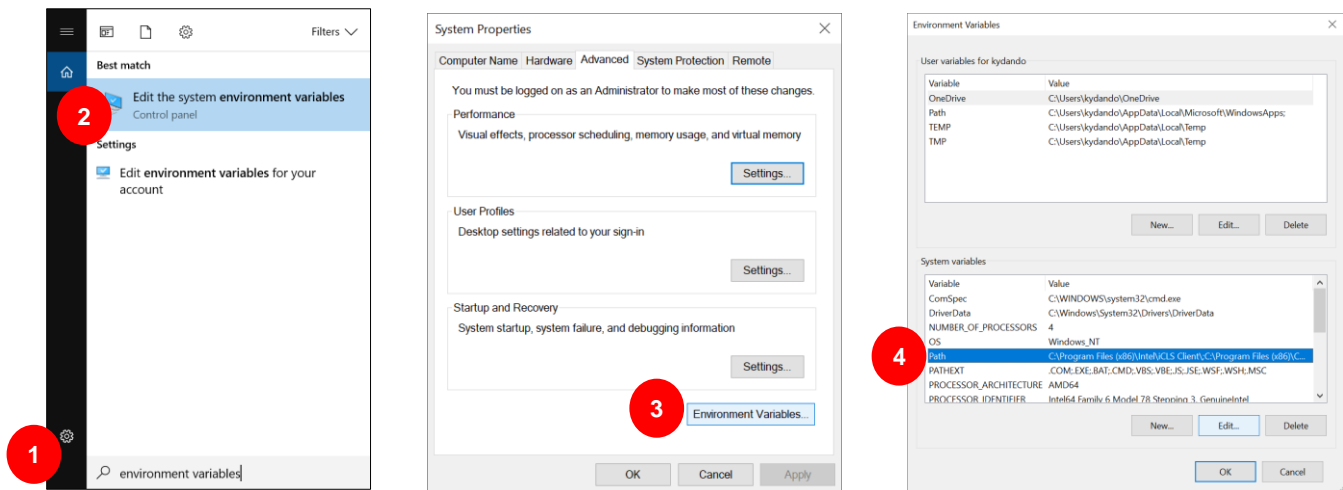 Filters
Best match
Edit the system environment variables
Control panel
2
Settings
Edit environment variables for your
account
1
environment variables
System Properties
Computer Name Hardware Advanced System Protection Remote
You must be logged on as an Administrator to make most of these changes.
Performance
Visual effects, processor scheduling, memory usage, and virtual memory
Settings...
User Profiles
Desktop settings related to your sign-in
Settings...
Startup and Recovery
System startup, system failure, and debugging information
Settings...
3
Environment Variables...
OK Cancel Apply
Environment Variables
User variables for kydando
Variable Value
OneDrive C:\Users\kydando\OneDrive
Path C:\Users\kydando\AppData\Local\Microsoft\WindowsApps;
TEMP C:\Users\kydando\AppData\Local\Temp
TMP C:\Users\kydando\AppData\Local\Temp
New... Edit... Delete
System variables
Variable Value
ComSpec C:\WINDOWS\system32\cmd.exe
DriverData C:\Windows\System32\Drivers\DriverData
NUMBER_OF_PROCESSORS 4
OS Windows_NT
4
Path C:\Program Files (x86)\Intel\iCLS Client\;C:\Program Files (x86)\C...
PATHEXT .COM;.EXE;.BAT;.CMD;.VBS;.VBE;.JS;.JSE;.WSF;.WSH;.MSC
PROCESSOR_ARCHITECTURE AMD64
PROCESSOR_IDENTIFIER Intel64 Family 6 Model 78 Stepping 3, GenuineIntel
New... Edit... Delete
OK Cancel